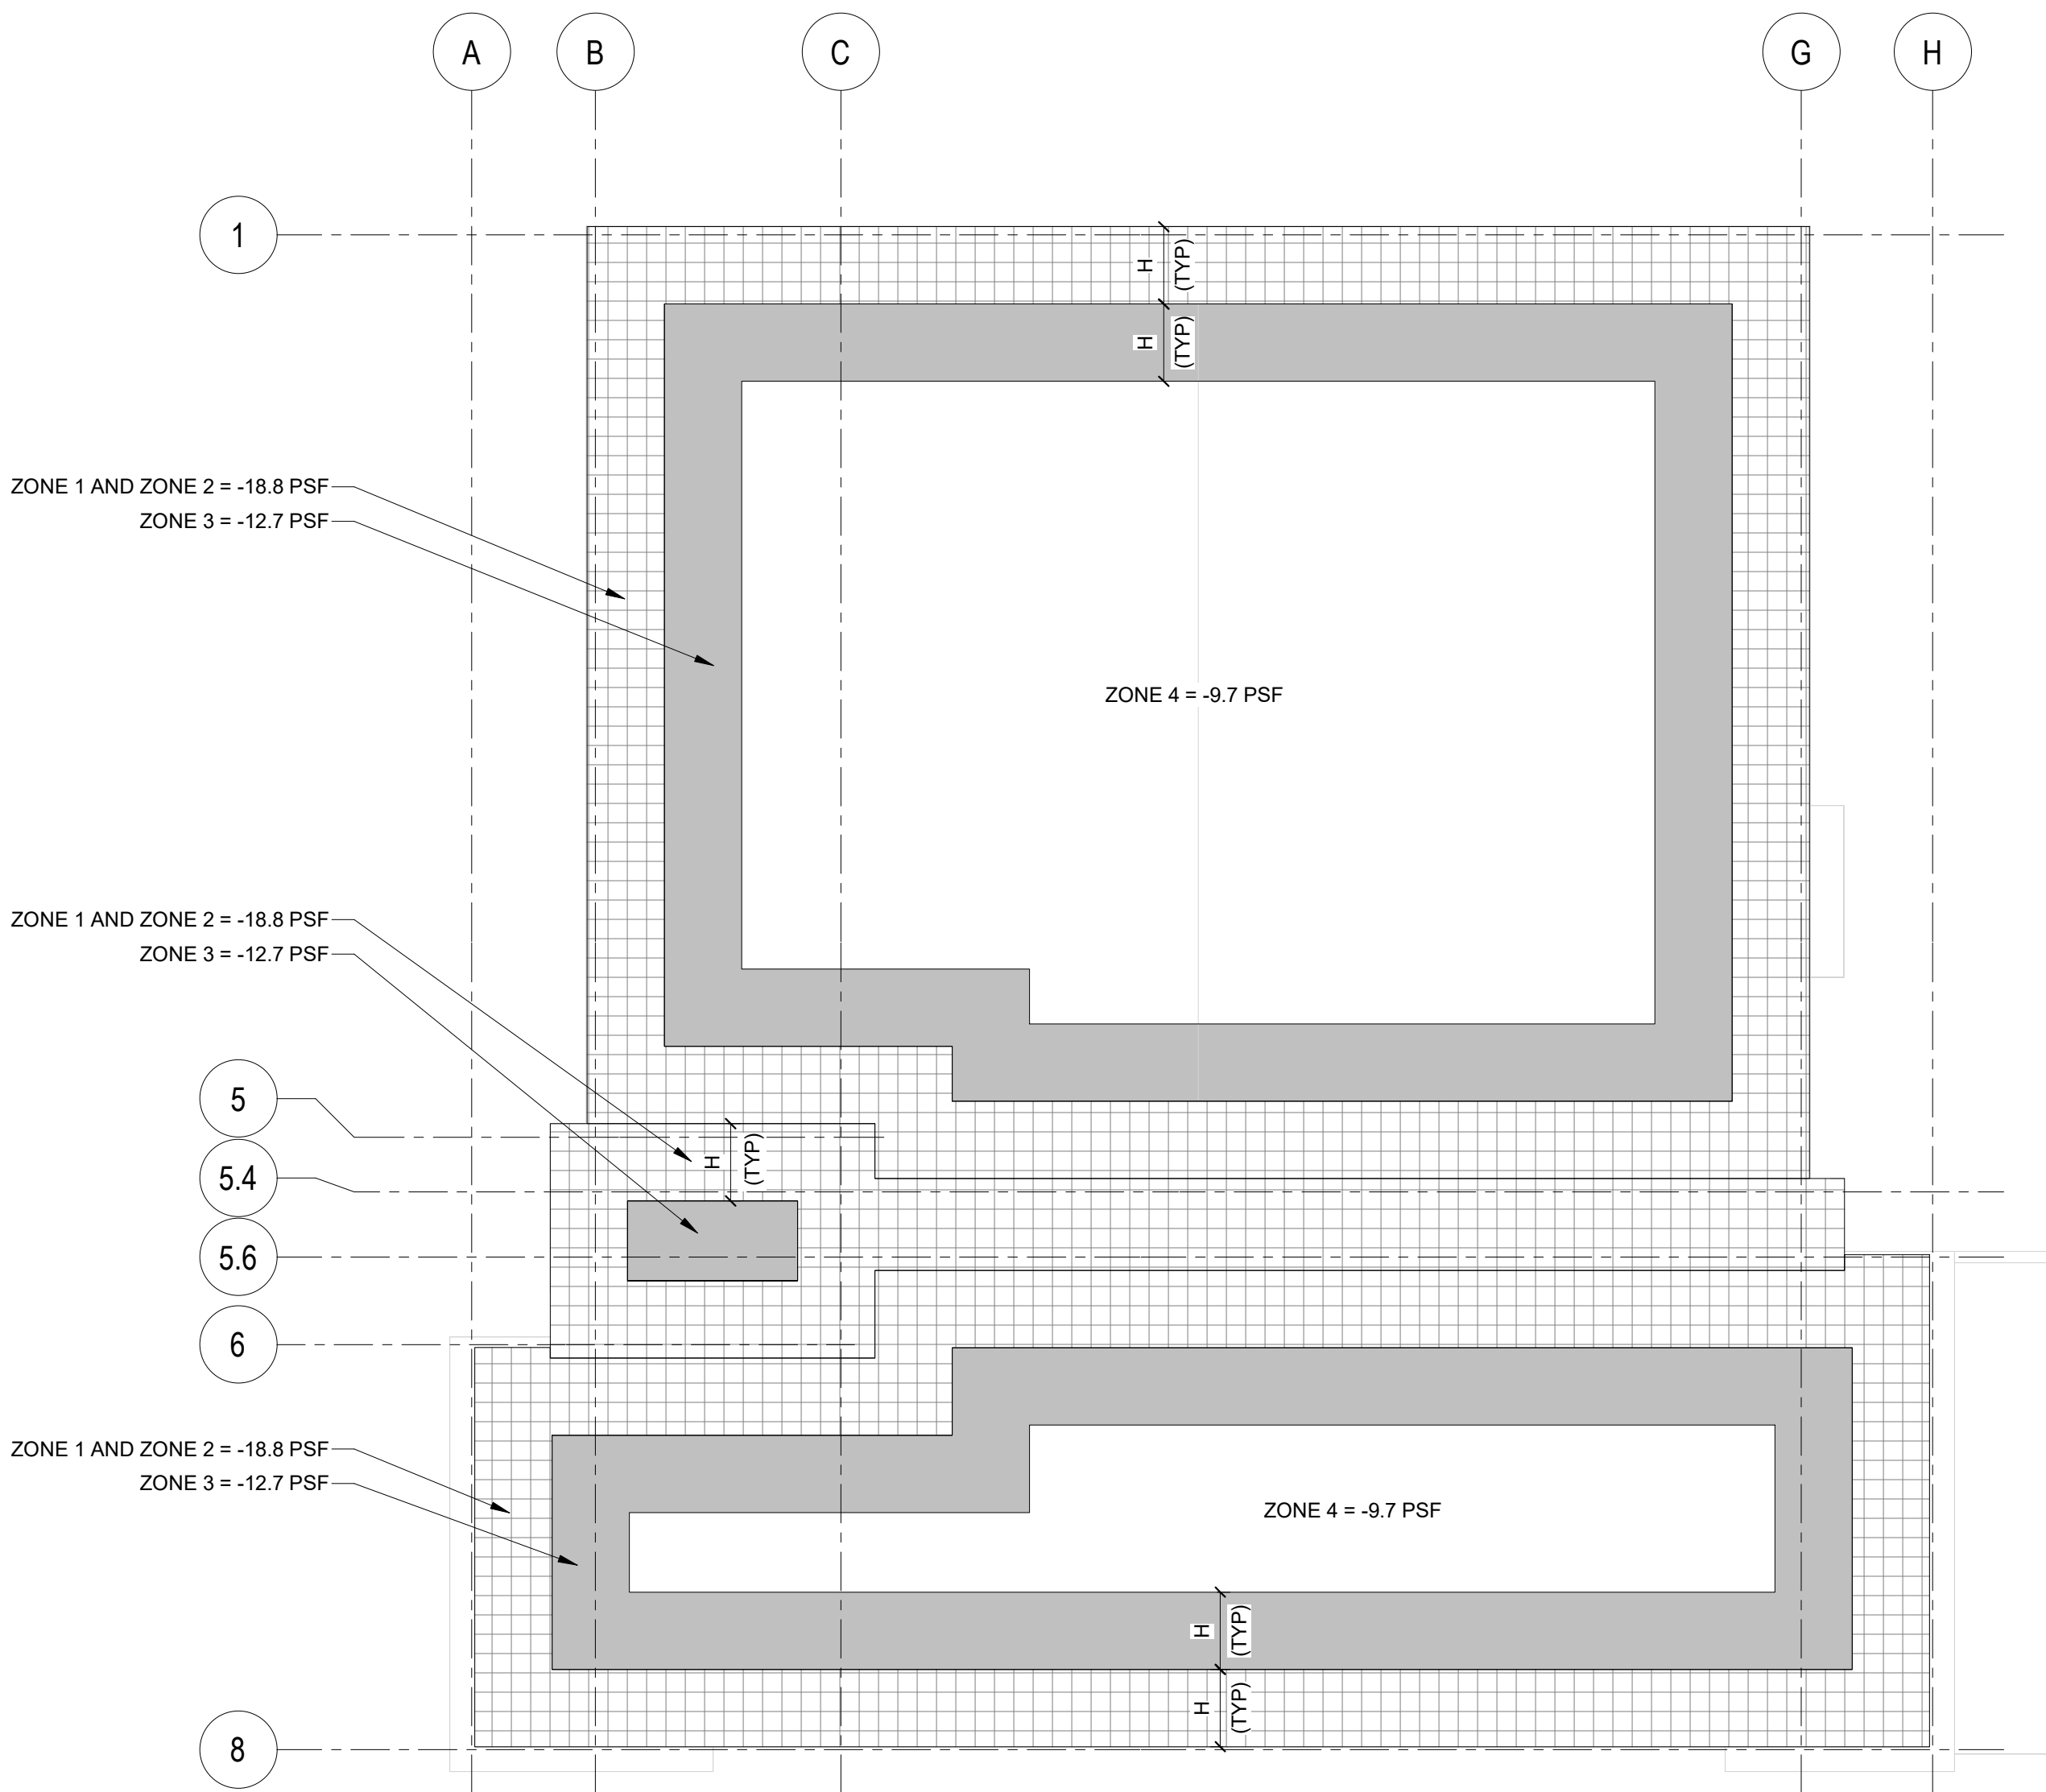 A
B
C
G
H
1
H
(TYP)
H
(TYP)
ZONE 1 AND ZONE 2 = -18.8 PSF
ZONE 3 = -12.7 PSF
ZONE 4 = -9.7 PSF
ZONE 1 AND ZONE 2 = -18.8 PSF
ZONE 3 = -12.7 PSF
5
H
(TYP)
5.4
5.6
6
ZONE 1 AND ZONE 2 = -18.8 PSF
ZONE 3 = -12.7 PSF
ZONE 4 = -9.7 PSF
H
(TYP)
H
(TYP)
8